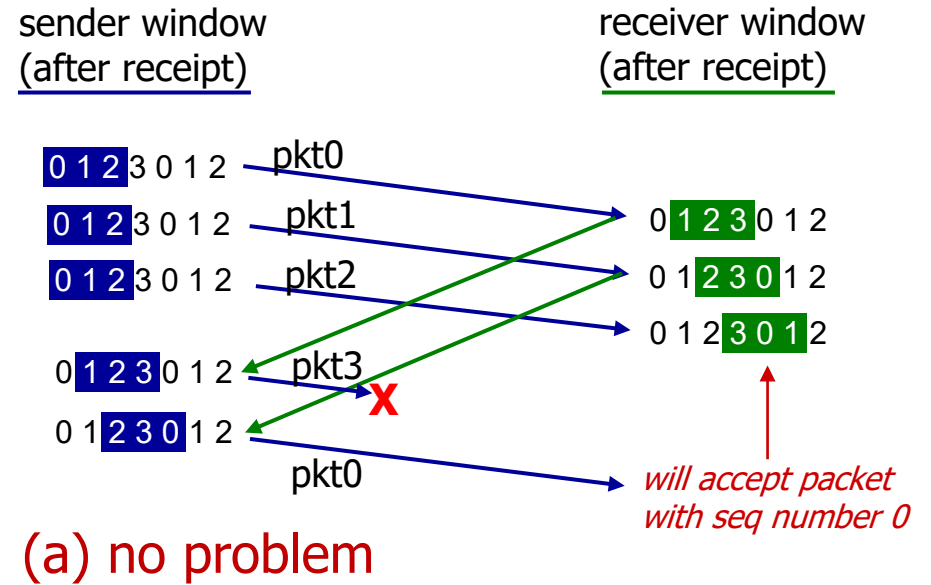 sender window
(after receipt)
receiver window
(after receipt)
0 1 2 3 0 1 2
pkt0
0 1 2 3 0 1 2
pkt1
0 1 2 3 0 1 2
pkt2
0 1 2 3 0 1 2
0 1 2 3 0 1 2
0 1 2 3 0 1 2
0 1 2 3 0 1 2
pkt3
X
0 1 2 3 0 1 2
pkt0
will accept packet
with seq number 0
(a) no problem